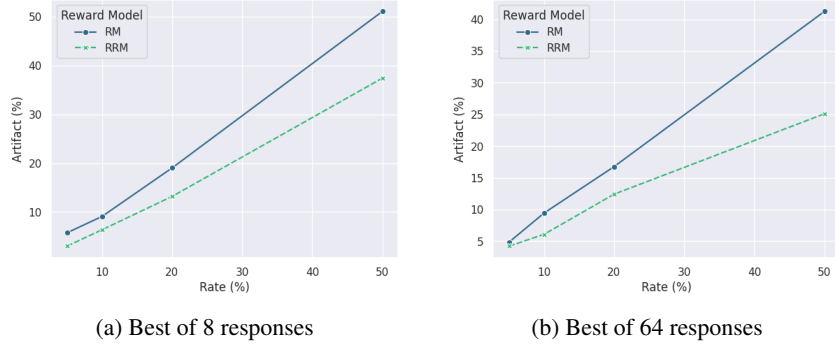 Reward Model
RM
RRM
50
40
30
20
10
Artifact (%)
10
20
30
40
50
Rate (%)
(a) Best of 8 responses
Reward Model
RM
RRM
40
35
30
25
20
15
10
5
Artifact (%)
10
20
30
40
50
Rate (%)
(b) Best of 64 responses